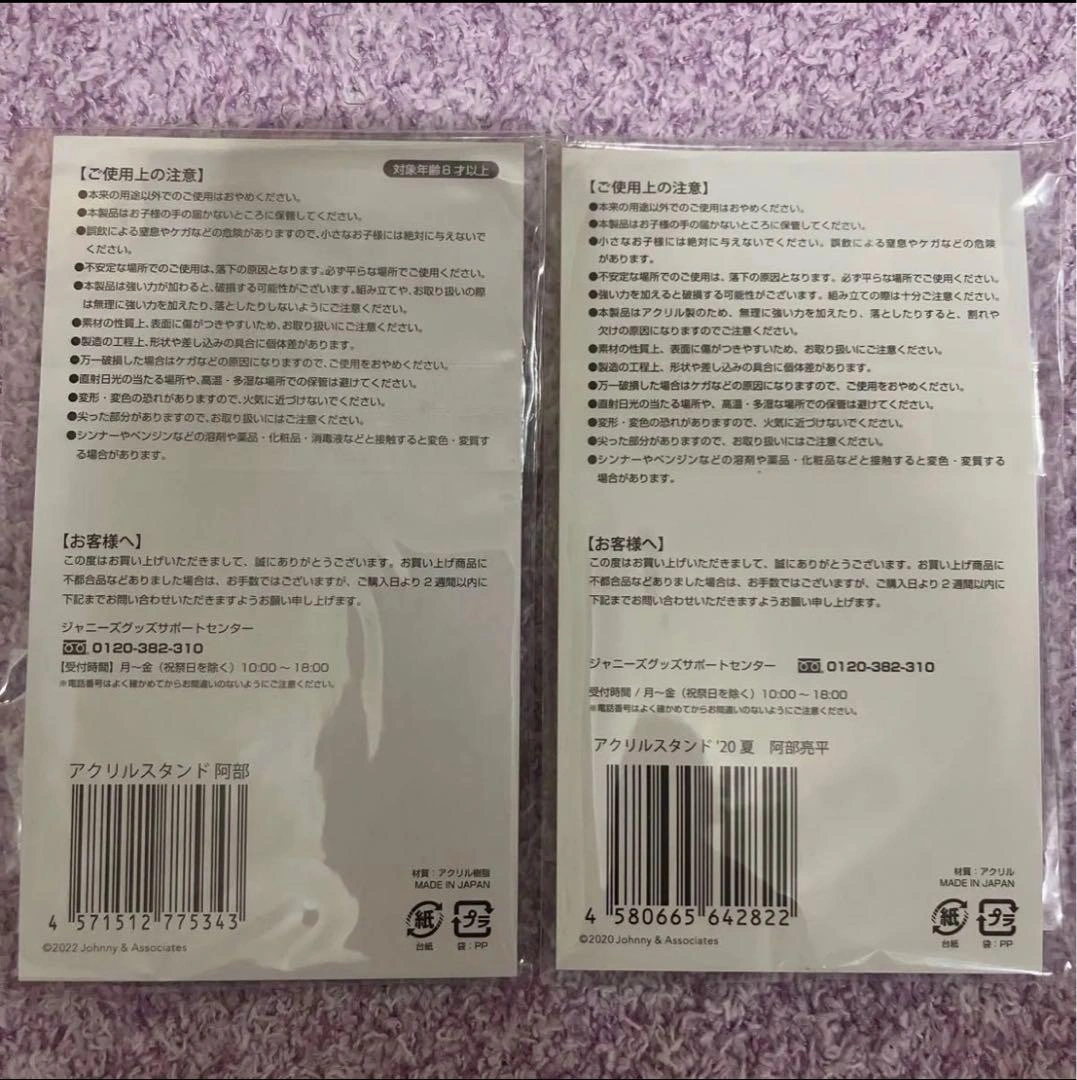 【ご使用上の注意】
対象年齢8才以上
●本来の用途以外でのご使用はおやめください。
●本製品はお子様の手の届かないところに保管してください。
●誤飲による窒息やケガなどの危険がありますので、小さなお子様には絶対に与えないで
ください。
●不安定な場所でのご使用は、落下の原因となります。必ず平らな場所でご使用ください。
●本製品は強い力が加わると、破損する可能性がございます。組み立てや、お取り扱いの際
は無理に強い力を加えたり、落としたりしないようにご注意ください。
●素材の性質上、表面に傷がつきやすいため、お取り扱いにご注意ください。
●製造の工程上、形状や差し込みの具合に個体差があります。
●万一破損した場合はケガなどの原因になりますので、ご使用をおやめください。
●直射日光の当たる場所や、高温・多湿な場所での保管は避けてください。
●変形・変色の恐れがありますので、火気に近づけないでください。
●尖った部分がありますので、お取り扱いにはご注意ください。
●シンナーやベンジンなどの溶剤や薬品・化粧品・消毒液などと接触すると変色・変質す
る場合があります。
【お客様へ】
この度はお買い上げいただきまして、誠にありがとうございます。お買い上げ商品に
不都合品などありました場合は、お手数ではございますが、ご購入日より2週間以内に
下記までお問い合わせいただきますようお願い申し上げます。
ジャニーズグッズサポートセンター
0120-382-310
【受付時間】月～金（祝祭日を除く）10:00～18:00
※電話番号はよく確かめてからお間違いのないようにご注意ください。
アクリルスタンド 阿部
4 571512 775343
©2022 Johnny & Associates
材質：アクリル樹脂
MADE IN JAPAN
紙 プラ
台紙 袋：PP
【ご使用上の注意】
●本来の用途以外でのご使用はおやめください。
●本製品はお子様の手の届かないところに保管してください。
●小さなお子様には絶対に与えないでください。誤飲による窒息やケガなどの危険
があります。
●不安定な場所でのご使用は、落下の原因となります。必ず平らな場所でご使用ください。
●強い力を加えると破損する可能性がございます。組み立ての際は十分ご注意ください。
●本製品はアクリル製のため、無理に強い力を加えたり、落としたりすると、割れや
欠けの原因になりますのでご注意ください。
●素材の性質上、表面に傷がつきやすいため、お取り扱いにご注意ください。
●製造の工程上、形状や差し込みの具合に個体差があります。
●万一破損した場合はケガなどの原因になりますので、ご使用をおやめください。
●直射日光の当たる場所や、高温・多湿な場所での保管は避けてください。
●変形・変色の恐れがありますので、火気に近づけないでください。
●尖った部分がありますので、お取り扱いにはご注意ください。
●シンナーやベンジンなどの溶剤や薬品・化粧品などと接触すると変色・変質する
場合があります。
【お客様へ】
この度はお買い上げいただきまして、誠にありがとうございます。お買い上げ商品に
不都合品などありました場合は、お手数ではございますが、ご購入日より2週間以内に
下記までお問い合わせいただきますようお願い申し上げます。
ジャニーズグッズサポートセンター 0120-382-310
受付時間 / 月～金（祝祭日を除く）10:00～18:00
※電話番号はよく確かめてからお間違いのないようにご注意ください。
アクリルスタンド '20 夏 阿部亮平
4 580665 642822
©2020 Johnny & Associates
材質：アクリル
MADE IN JAPAN
紙 プラ
台紙 袋：PP